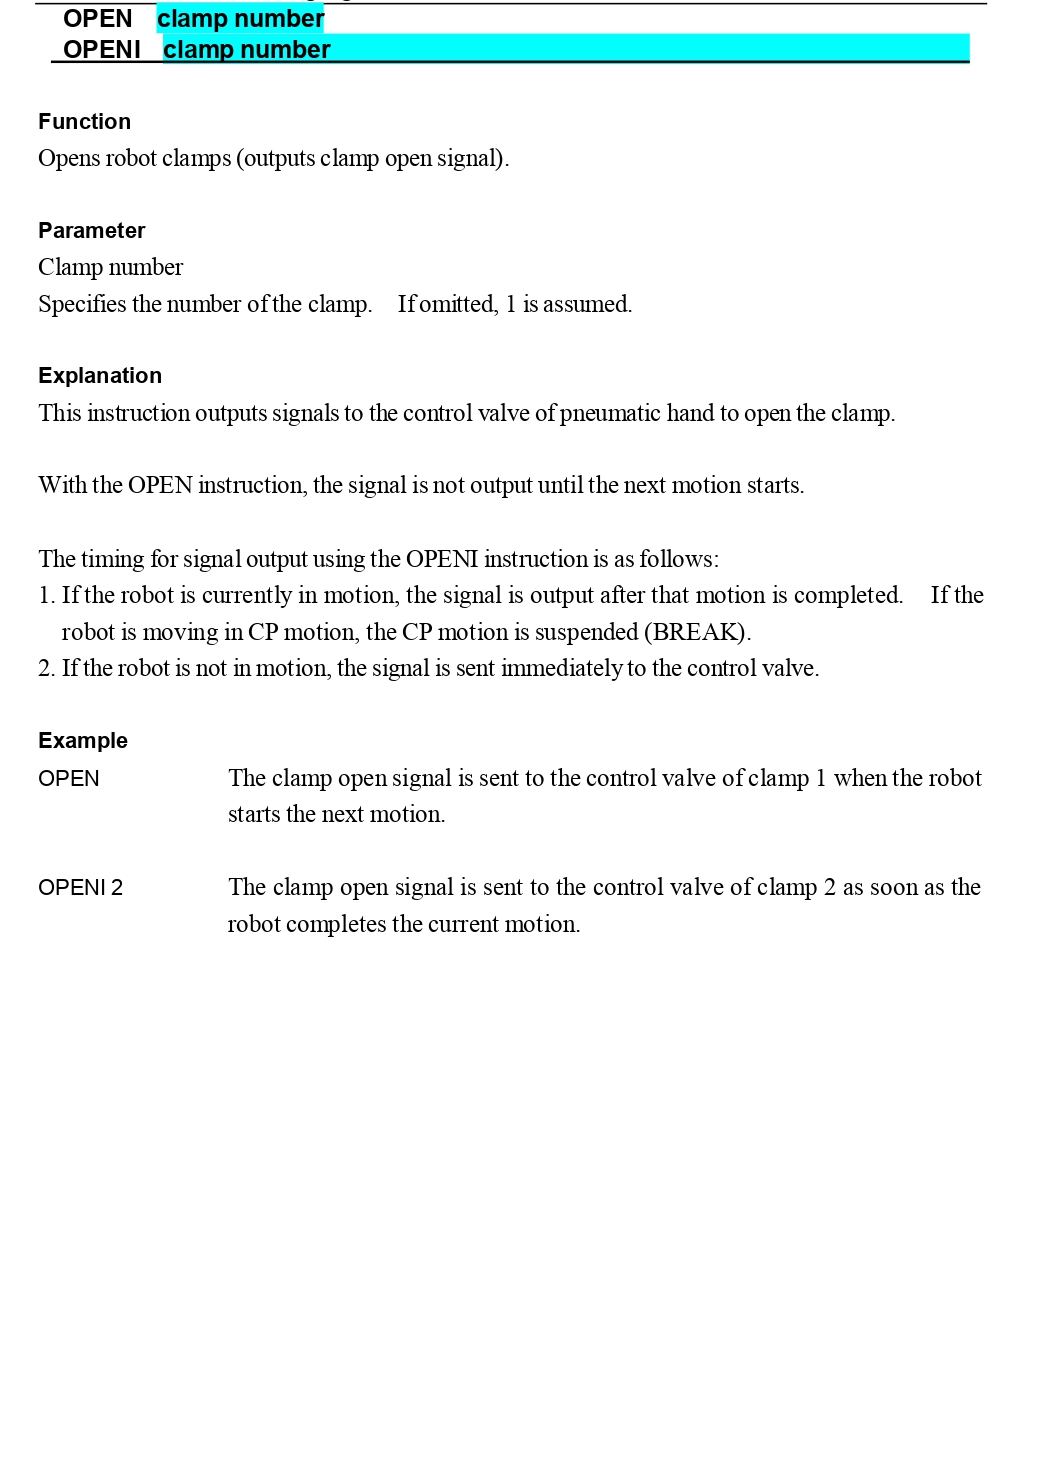 OPEN clamp number
OPENI clamp number
Function
Opens robot clamps (outputs clamp open signal).
Parameter
Clamp number
Specifies the number of the clamp. If omitted, 1 is assumed.
Explanation
This instruction outputs signals to the control valve of pneumatic hand to open the clamp.
With the OPEN instruction, the signal is not output until the next motion starts.
The timing for signal output using the OPENI instruction is as follows:
1. If the robot is currently in motion, the signal is output after that motion is completed. If the
robot is moving in CP motion, the CP motion is suspended (BREAK).
2. If the robot is not in motion, the signal is sent immediately to the control valve.
Example
OPEN The clamp open signal is sent to the control valve of clamp 1 when the robot
starts the next motion.
OPENI 2 The clamp open signal is sent to the control valve of clamp 2 as soon as the
robot completes the current motion.